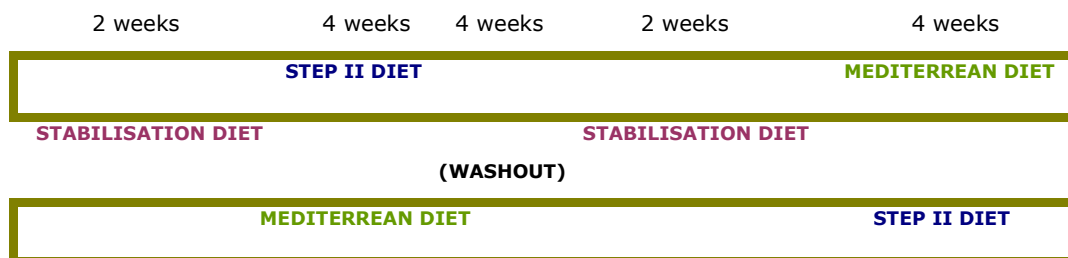 2 weeks 4 weeks 4 weeks 2 weeks 4 weeks
STEP II DIET MEDITERREAN DIET
STABILISATION DIET STABILISATION DIET
(WASHOUT)
MEDITERREAN DIET STEP II DIET